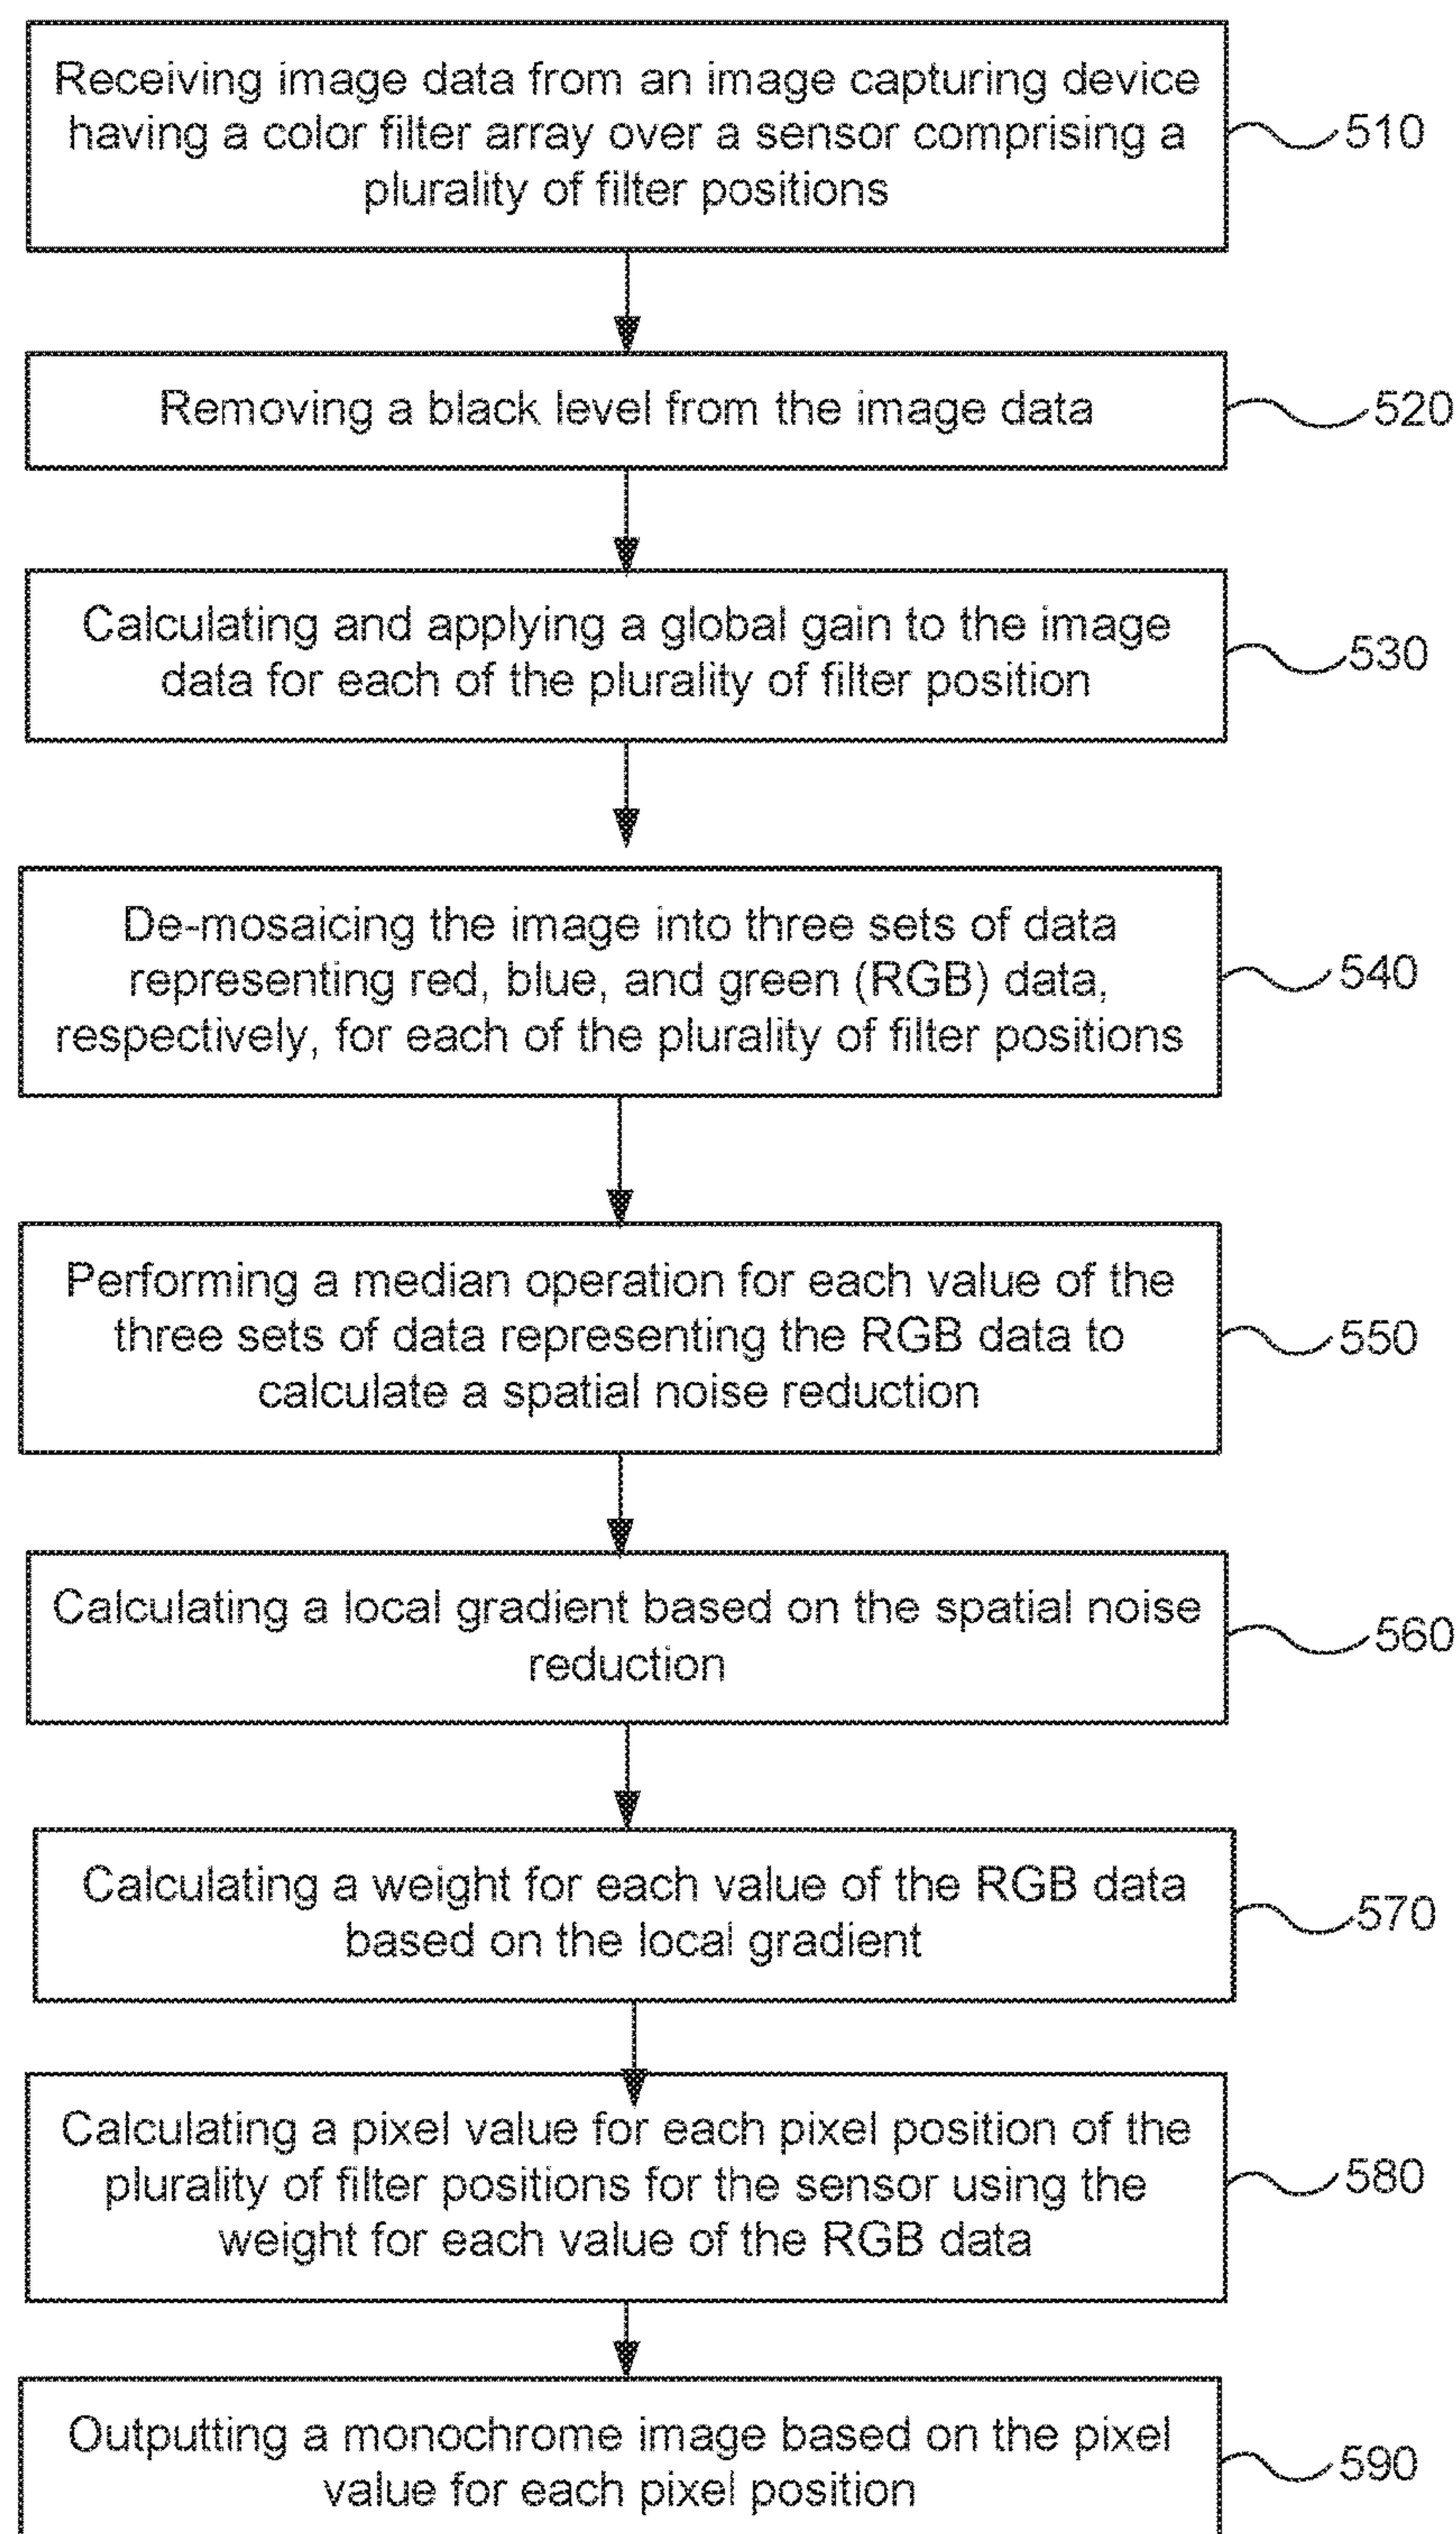 Receiving image data from an image capturing device
having a color filter array over a sensor comprising a
plurality of filter positions
510
Removing a black level from the image data
520
Calculating and applying a global gain to the image
data for each of the plurality of filter position
530
De-mosaicing the image into three sets of data
representing red, blue, and green (RGB) data,
respectively, for each of the plurality of filter positions
540
Performing a median operation for each value of the
three sets of data representing the RGB data to
calculate a spatial noise reduction
550
Calculating a local gradient based on the spatial noise
reduction
560
Calculating a weight for each value of the RGB data
based on the local gradient
570
Calculating a pixel value for each pixel position of the
plurality of filter positions for the sensor using the
weight for each value of the RGB data
580
Outputting a monochrome image based on the pixel
value for each pixel position
590